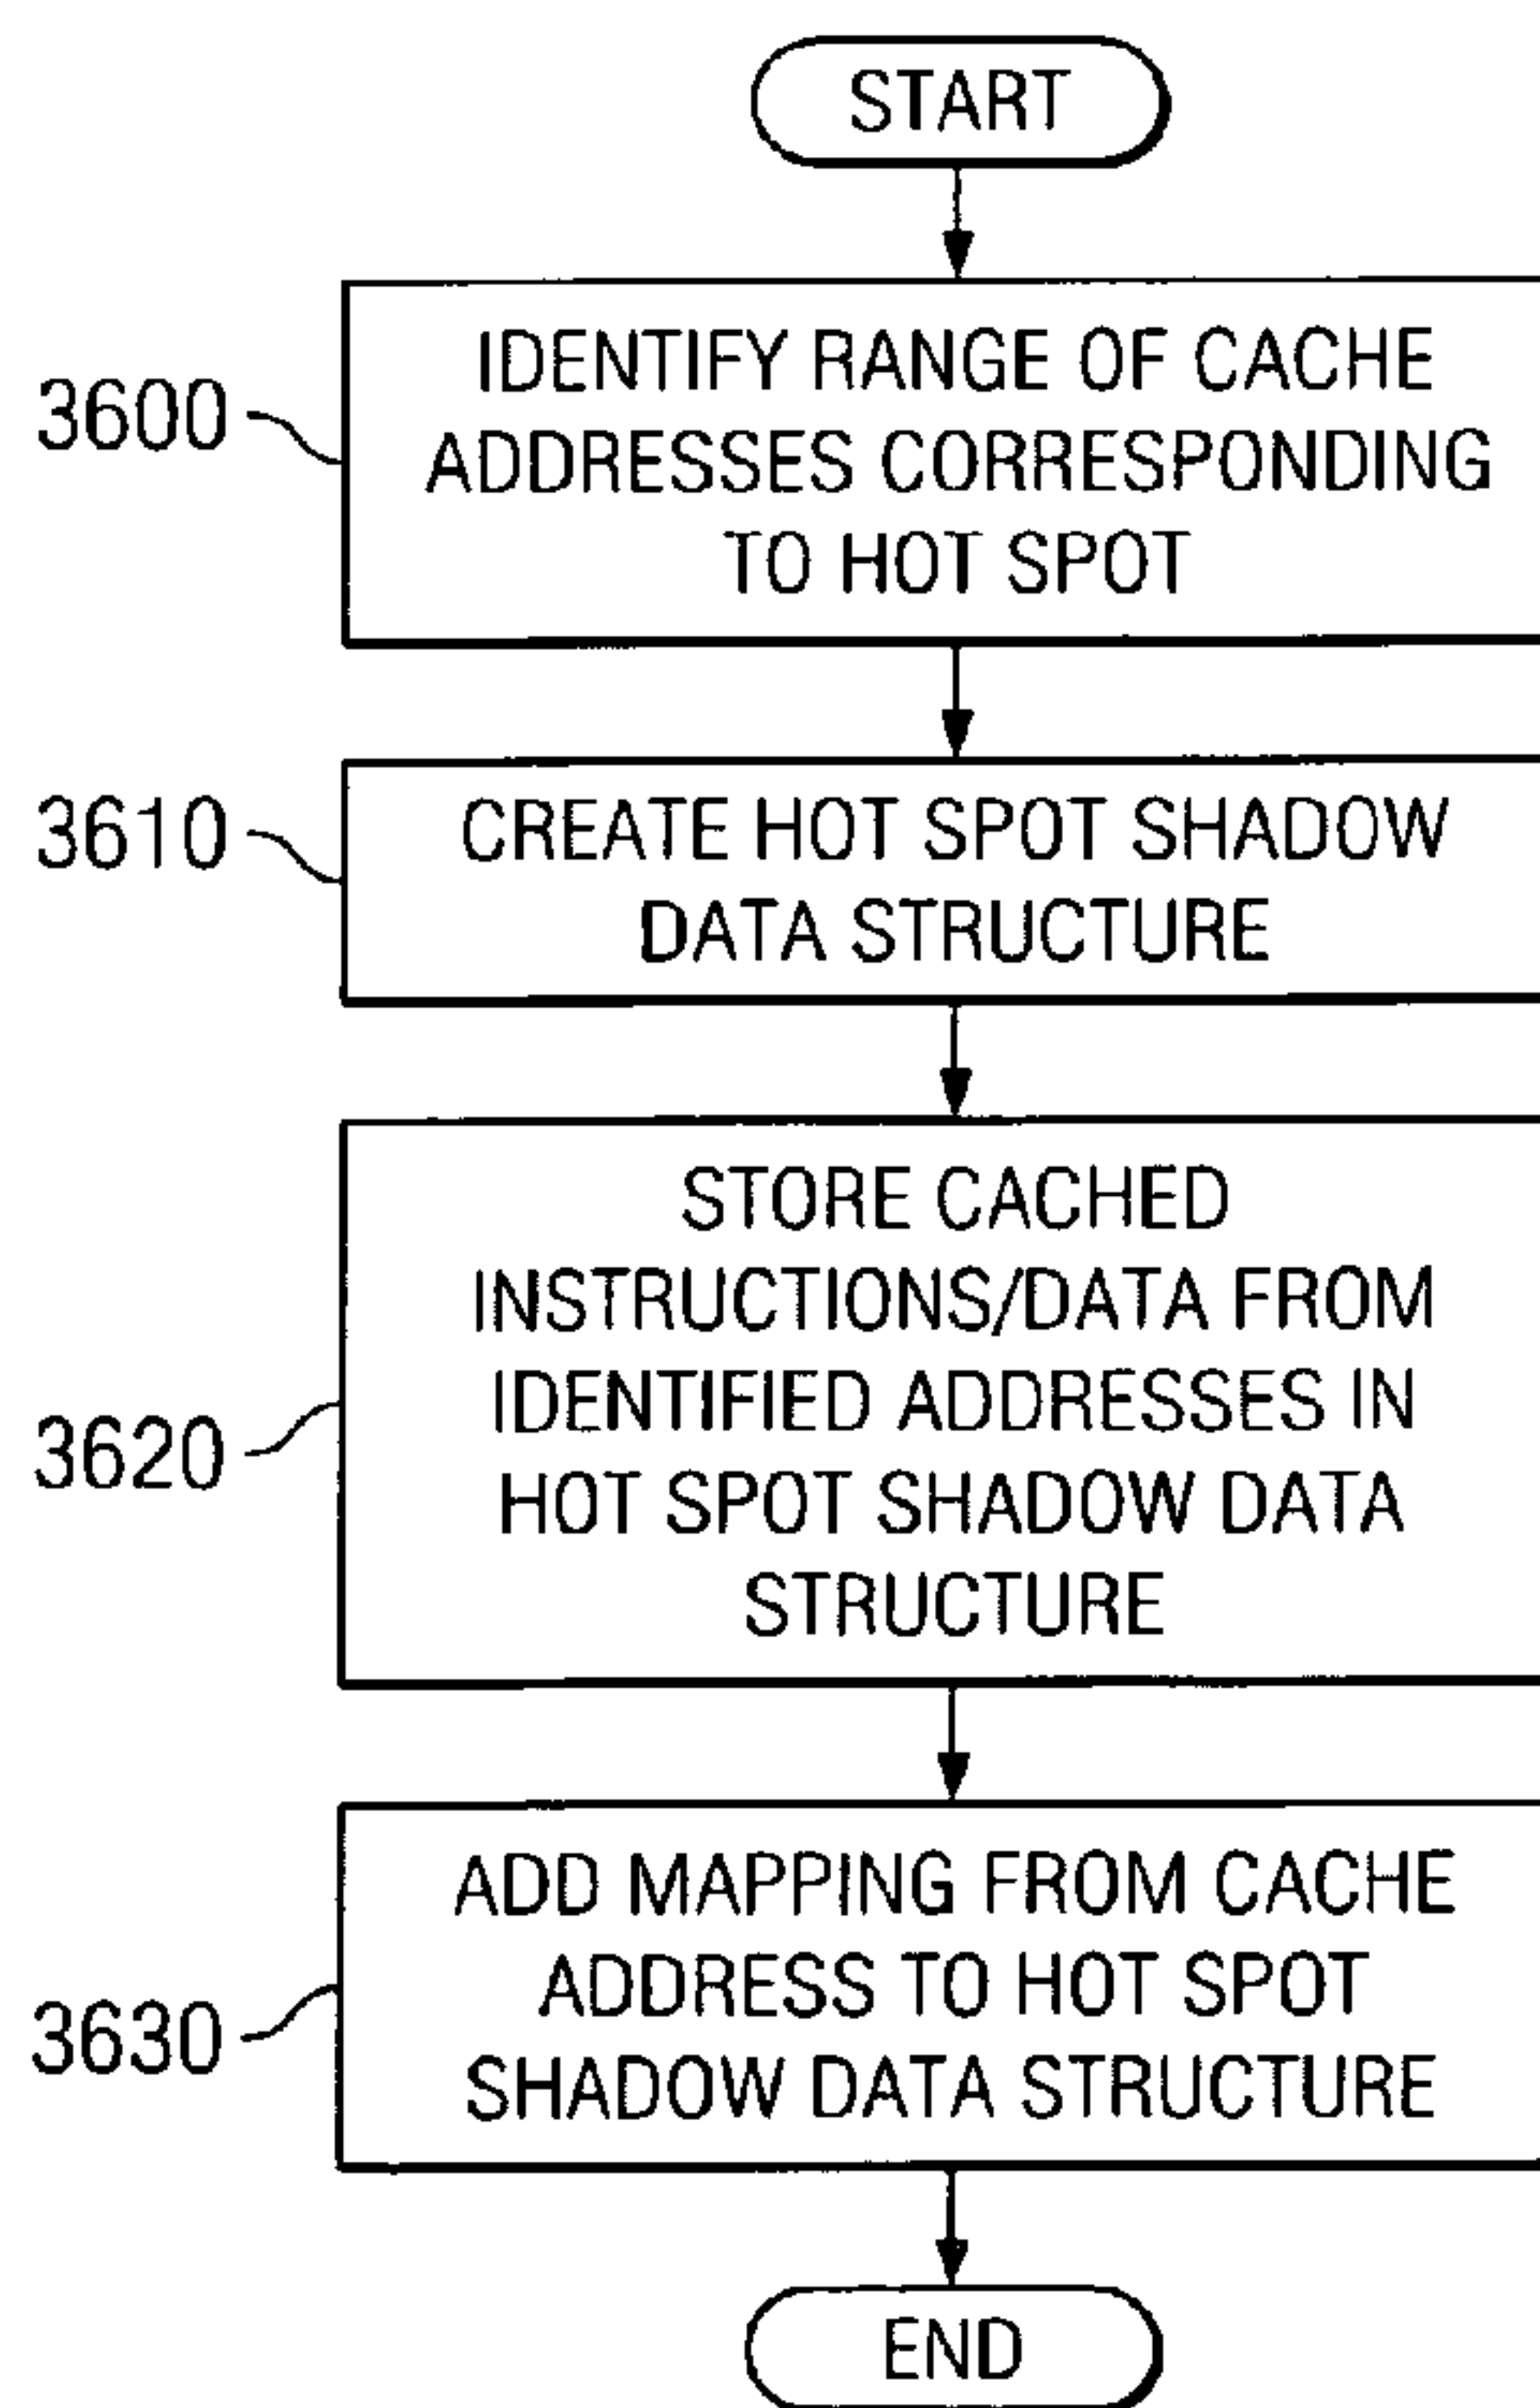 START
3600
IDENTIFY RANGE OF CACHE
ADDRESSES CORRESPONDING
TO HOT SPOT
3610
CREATE HOT SPOT SHADOW
DATA STRUCTURE
3620
STORE CACHED
INSTRUCTIONS/DATA FROM
IDENTIFIED ADDRESSES IN
HOT SPOT SHADOW DATA
STRUCTURE
3630
ADD MAPPING FROM CACHE
ADDRESS TO HOT SPOT
SHADOW DATA STRUCTURE
END